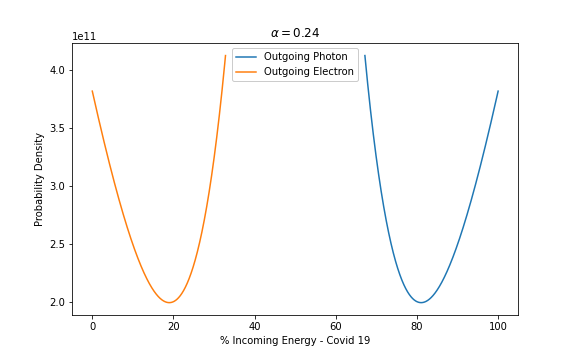 α = 0.24
1e11
Outgoing Photon
Outgoing Electron
4.0
3.5
3.0
2.5
2.0
Probability Density
0 20 40 60 80 100
% Incoming Energy - Covid 19